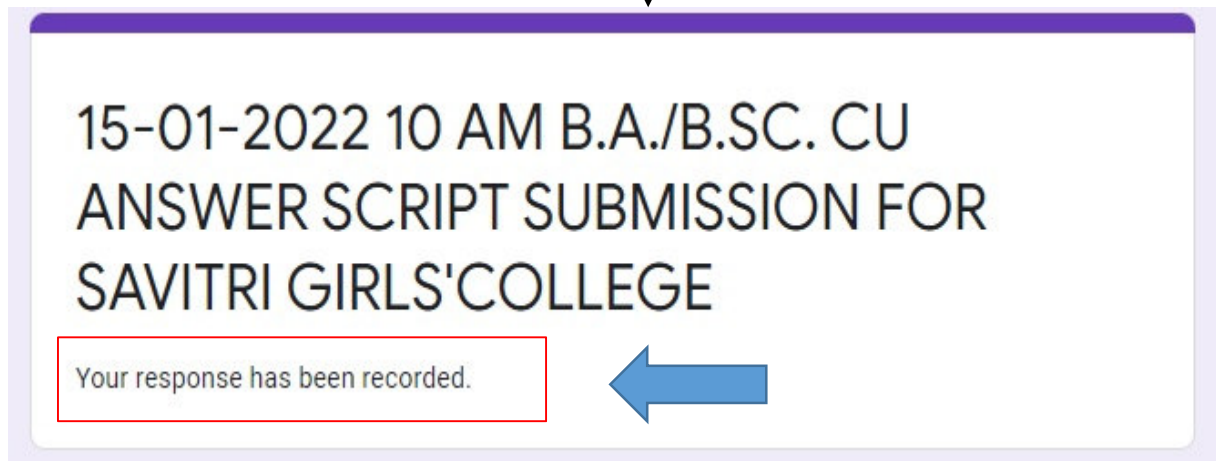 15-01-2022 10 AM B.A./B.SC. CU
ANSWER SCRIPT SUBMISSION FOR
SAVITRI GIRLS'COLLEGE
Your response has been recorded.